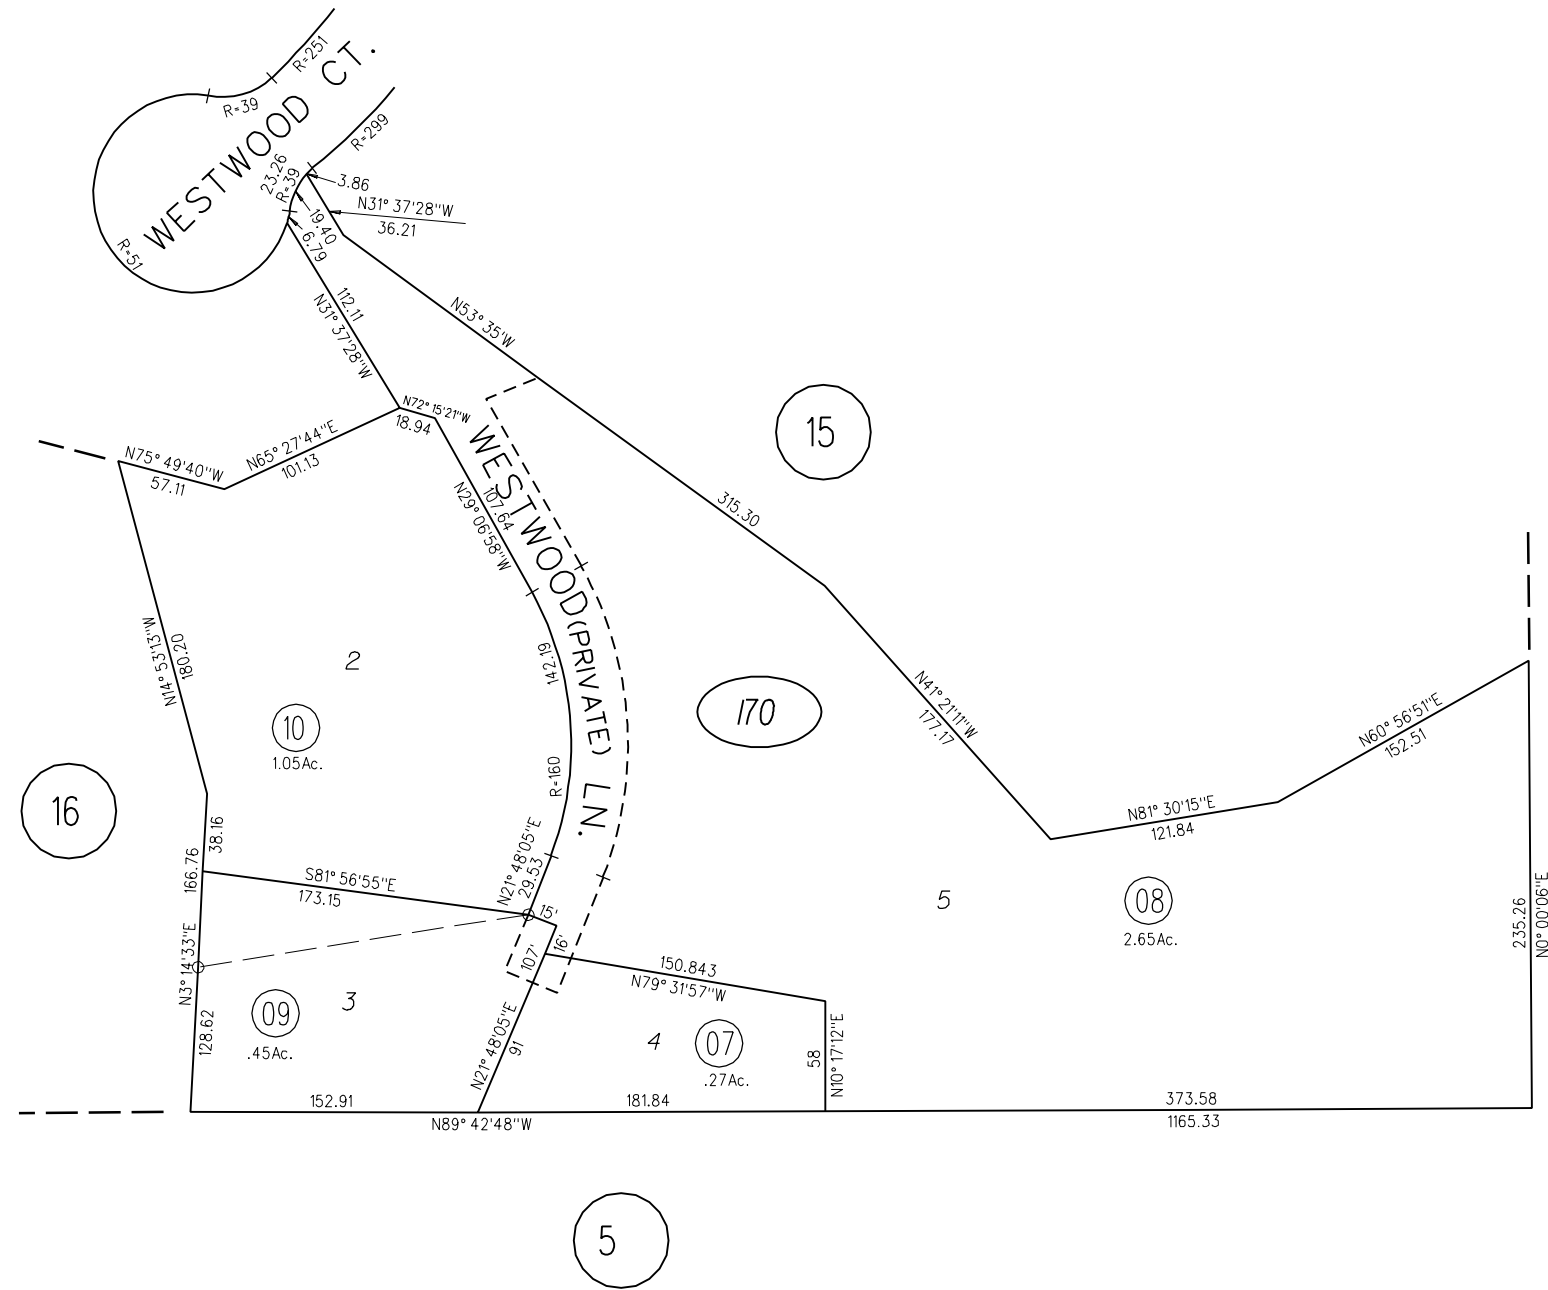 R=251
WESTWOOD CT.
R=39
R=299
23.26
R=39
3.86
N31° 37'28"W
36.21
19.40
6.79
R=51
112.11
N31° 37'28"W
N53° 35'W
N72° 15'21"W
18.94
15
N65° 27'44"E
101.13
N75° 49'40"W
57.11
WESTWOOD (PRIVATE) LN.
107.64
N29° 06'58"W
315.30
N14° 53'13"W
180.20
2
142.19
N41° 21'11"W
177.17
170
10
1.05Ac.
N60° 56'51"E
152.51
R=160
16
38.16
N81° 30'15"E
121.84
166.76
S81° 56'55"E
173.15
N21° 48'05"E
29.53
5
08
2.65Ac.
235.26
N0° 00'06"E
15'
16'
107'
150.843
N79° 31'57"W
N3° 14'33"E
3
09
.45Ac.
128.62
N21° 48'05"E
91
4
07
.27Ac.
58
N10° 17'12"E
152.91
181.84
373.58
N89° 42'48"W
1165.33
5